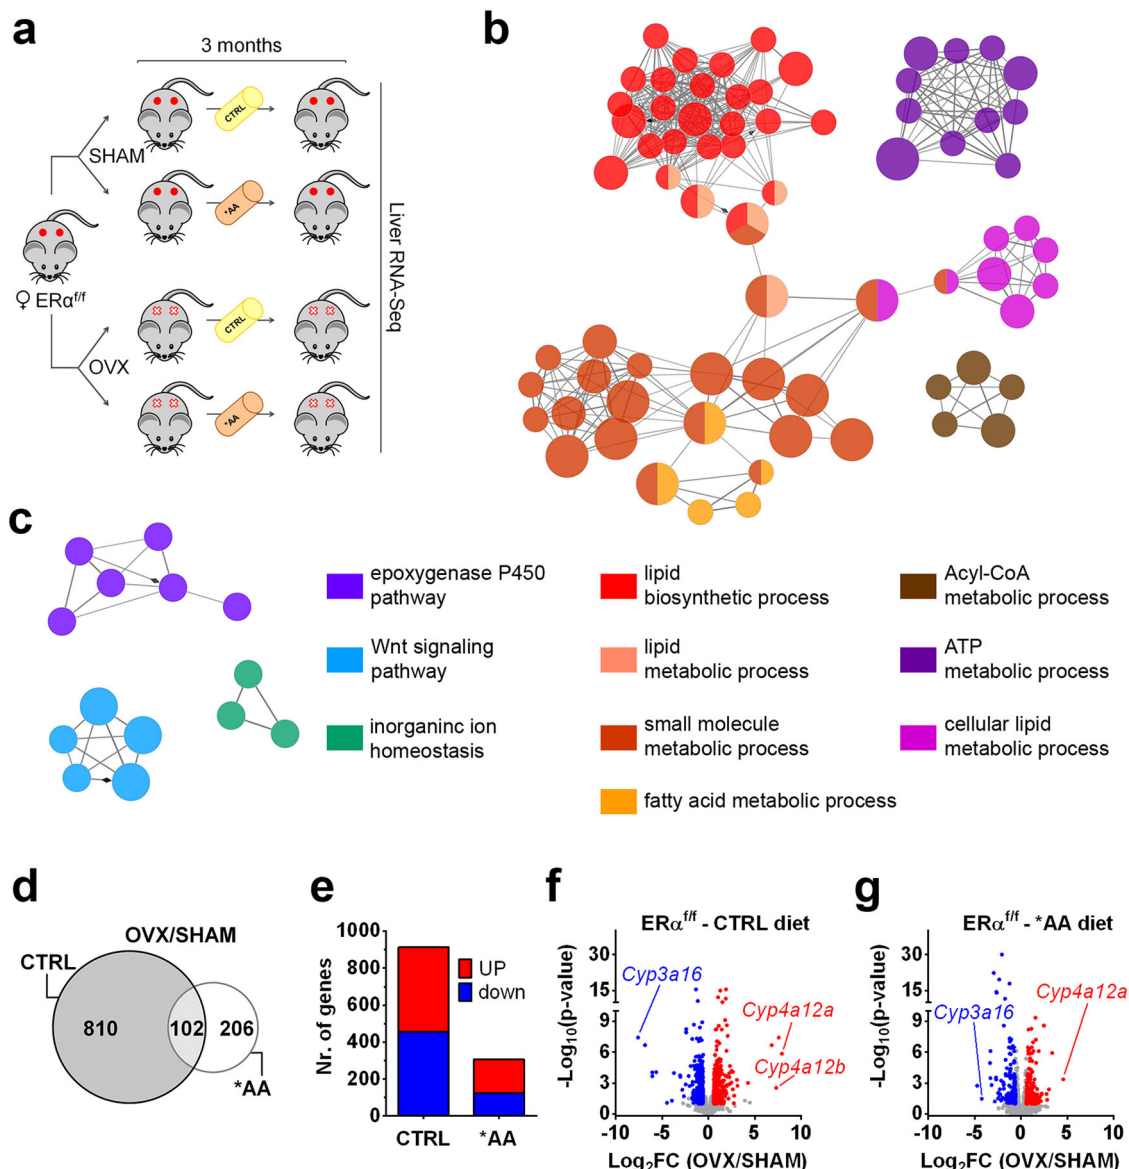 a
3 months
CTRL
SHAM
*AA
♀ ERα^f/f
CTRL
OVX
*AA
Liver RNA-Seq
b
c
epoxygenase P450
pathway
Wnt signaling
pathway
inorganinc ion
homeostasis
lipid
biosynthetic process
lipid
metabolic process
small molecule
metabolic process
fatty acid metabolic process
Acyl-CoA
metabolic process
ATP
metabolic process
cellular lipid
metabolic process
d
OVX/SHAM
CTRL
810
102
206
*AA
e
Nr. of genes
1000
800
600
400
200
0
UP
down
CTRL
*AA
f
ERα^f/f - CTRL diet
-Log10(p-value)
30
15
9
6
3
0
Cyp3a16
Cyp4a12a
Cyp4a12b
-10
-5
0
5
10
Log2FC (OVX/SHAM)
g
ERα^f/f - *AA diet
-Log10(p-value)
30
15
9
6
3
0
Cyp4a12a
Cyp3a16
-10
-5
0
5
10
Log2FC (OVX/SHAM)